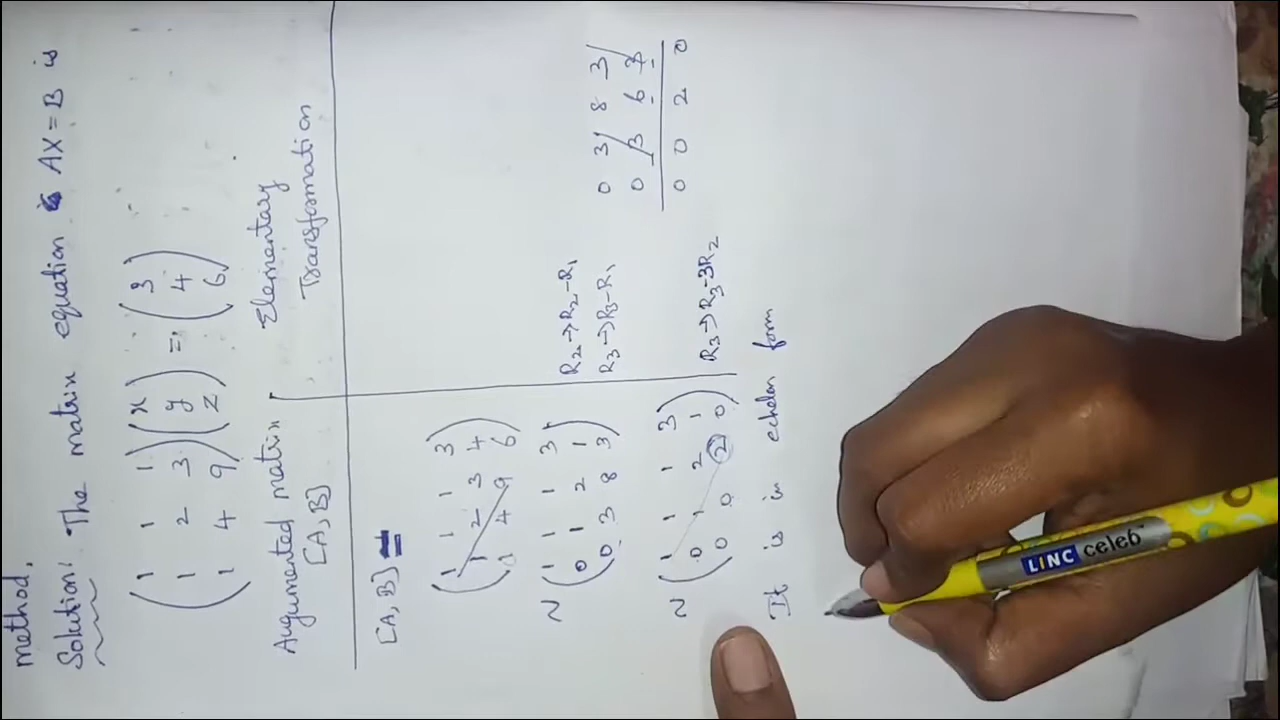 method.
Solution: The matrix equation is AX = B is
(1 1 1) (x) = (3)
(1 2 3) (y) (4)
(1 4 9) (z) (6)
Augumented matrix Elementary
[A, B] Transformation
[A, B] =
(1 1 1 3)
(1 2 3 4)
(1 4 9 6)
~ (1 1 1 3)
(0 1 2 1) R2→R2-R1
(0 3 8 3) R3→R3-R1
0 3 8 3
0 3 6 3
0 0 2 0
~ (1 1 1 3)
(0 1 2 1)
(0 0 2 0) R3→R3-3R2
It is in echelon form
LINC celeb